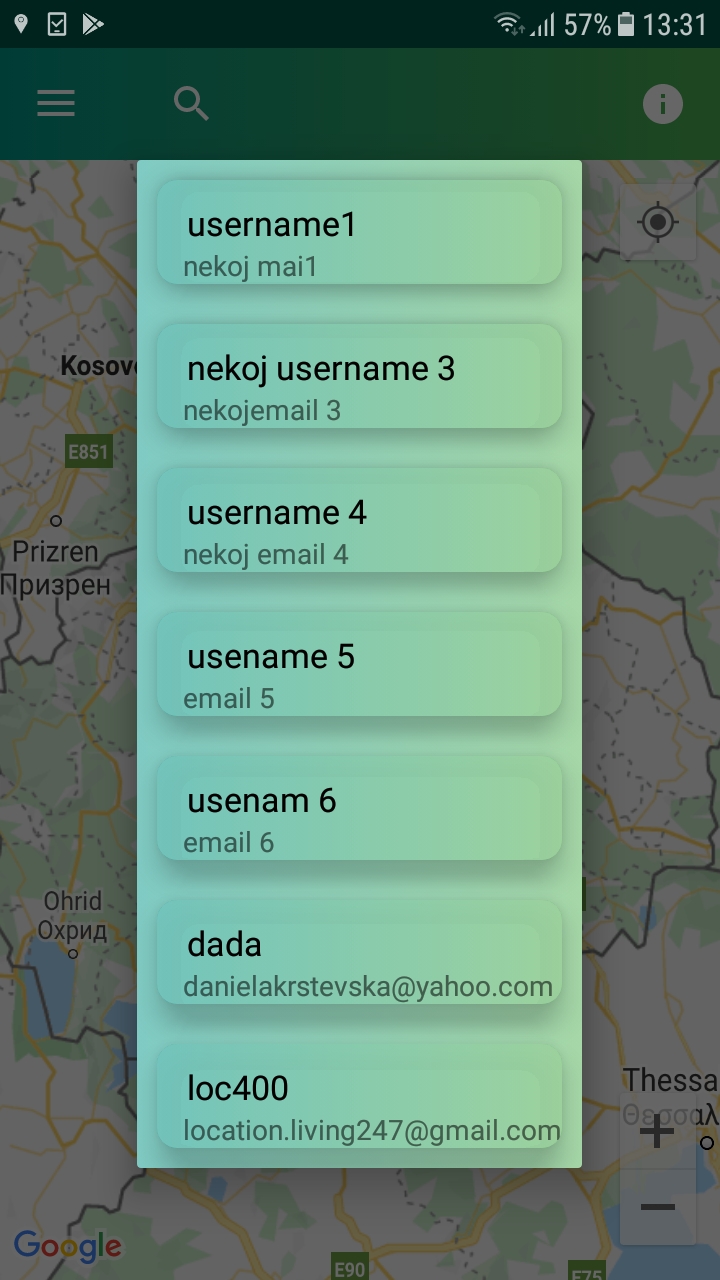 57% 13:31
username1
nekoj mai1
nekoj username 3
nekojemail 3
Kosovo
E851
username 4
nekoj email 4
Prizren
Призрен
usename 5
email 5
usenam 6
email 6
Ohrid
Охрид
dada
danielakrstevska@yahoo.com
loc400
location.living247@gmail.com
Thessa
Θεσσαλ
Google
E90
E75